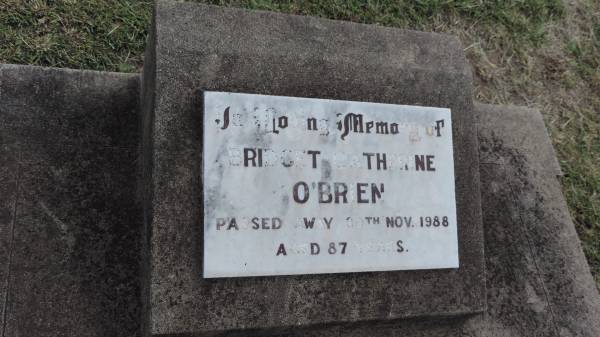 In Loving Memory of
BRIDGET CATHERINE
O'BRIEN
PASSED AWAY NOV. 1988
AGED 87 YEARS.